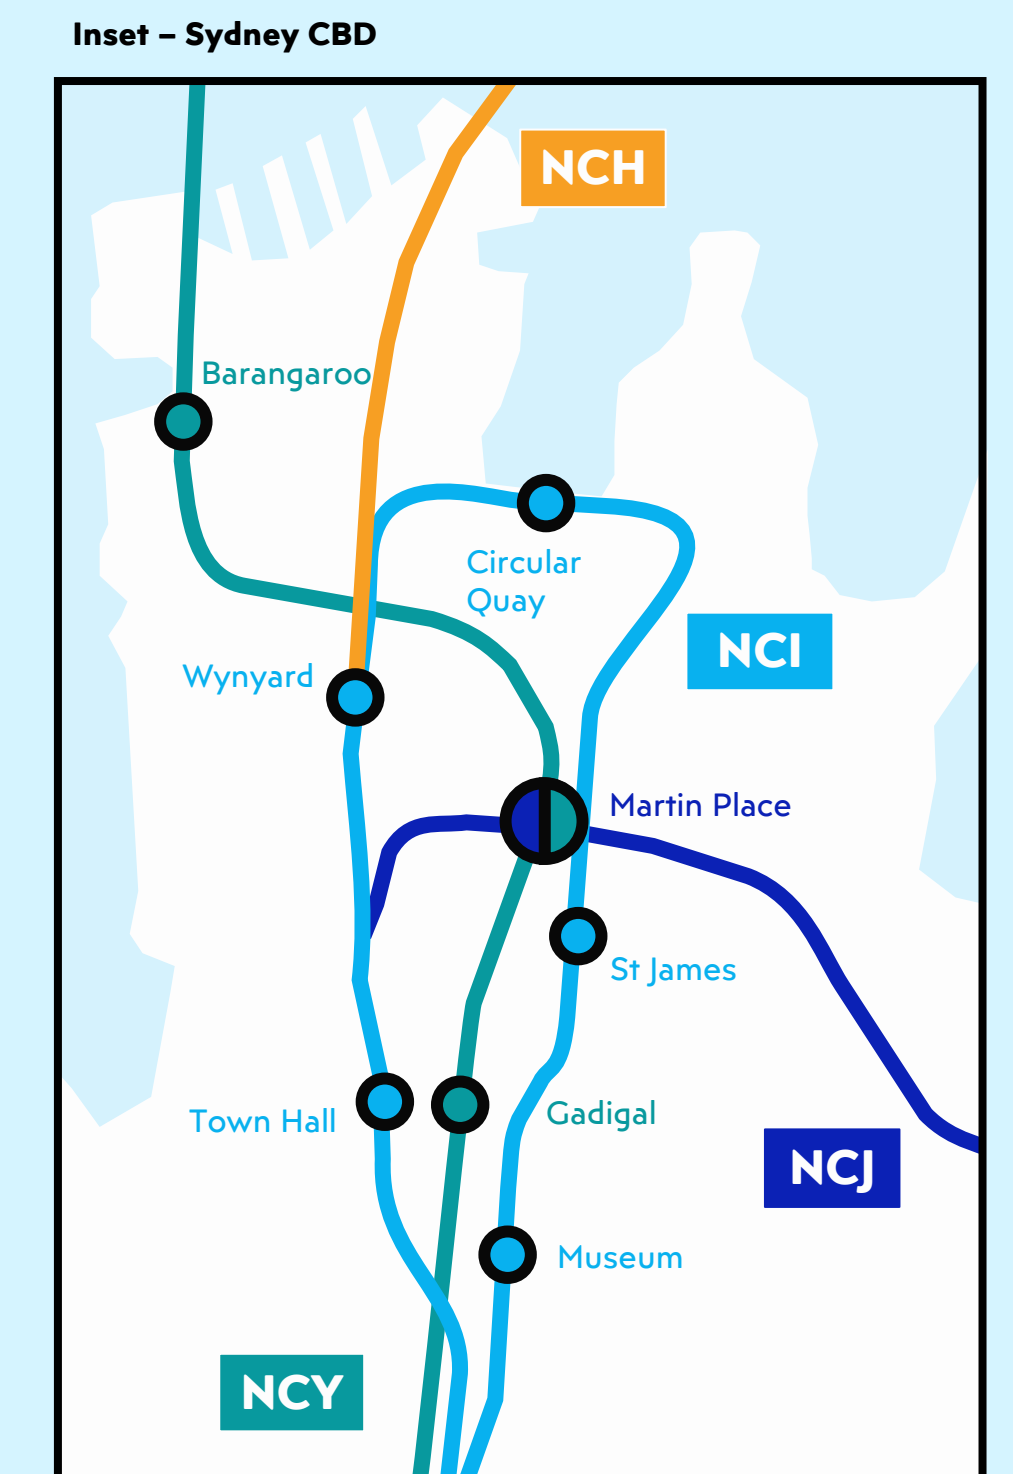 Inset – Sydney CBD
NCH
Barangaroo
Circular
Quay
NCI
Wynyard
Martin Place
St James
Town Hall
Gadigal
NCJ
Museum
NCY